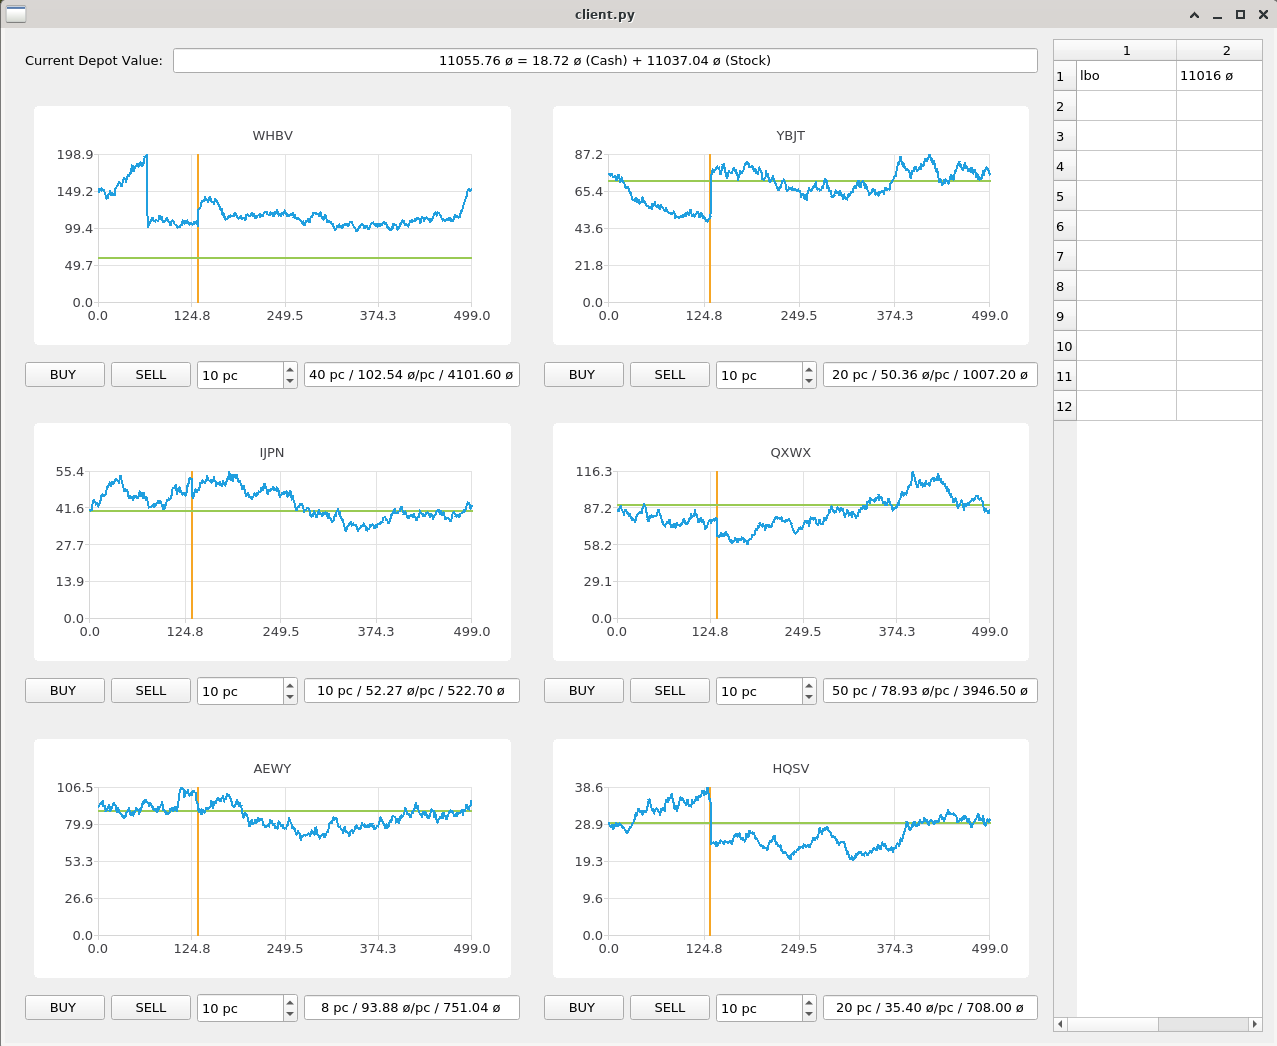 client.py
Current Depot Value: 11055.76 ø = 18.72 ø (Cash) + 11037.04 ø (Stock)
1 2
1 lbo 11016 ø
2
3
4
5
6
7
8
9
10
11
12
WHBV
198.9
149.2
99.4
49.7
0.0
0.0 124.8 249.5 374.3 499.0
BUY SELL 10 pc 40 pc / 102.54 ø/pc / 4101.60 ø
YBJT
87.2
65.4
43.6
21.8
0.0
0.0 124.8 249.5 374.3 499.0
BUY SELL 10 pc 20 pc / 50.36 ø/pc / 1007.20 ø
IJPN
55.4
41.6
27.7
13.9
0.0
0.0 124.8 249.5 374.3 499.0
BUY SELL 10 pc 10 pc / 52.27 ø/pc / 522.70 ø
QXWX
116.3
87.2
58.2
29.1
0.0
0.0 124.8 249.5 374.3 499.0
BUY SELL 10 pc 50 pc / 78.93 ø/pc / 3946.50 ø
AEWY
106.5
79.9
53.3
26.6
0.0
0.0 124.8 249.5 374.3 499.0
BUY SELL 10 pc 8 pc / 93.88 ø/pc / 751.04 ø
HQSV
38.6
28.9
19.3
9.6
0.0
0.0 124.8 249.5 374.3 499.0
BUY SELL 10 pc 20 pc / 35.40 ø/pc / 708.00 ø